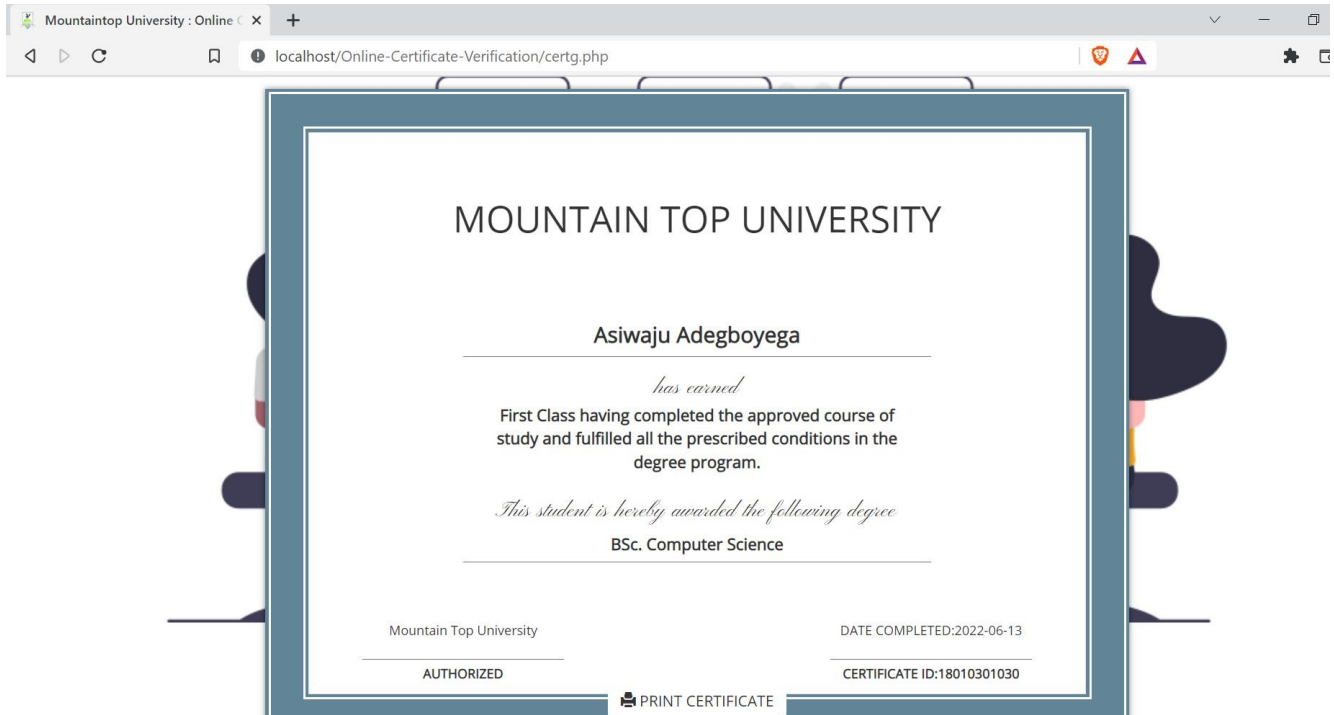 Mountaintop University : Online
localhost/Online-Certificate-Verification/certg.php
MOUNTAIN TOP UNIVERSITY
Asiwaju Adegboyega
has earned
First Class having completed the approved course of
study and fulfilled all the prescribed conditions in the
degree program.
This student is hereby awarded the following degree
BSc. Computer Science
Mountain Top University
DATE COMPLETED:2022-06-13
AUTHORIZED
CERTIFICATE ID:18010301030
PRINT CERTIFICATE